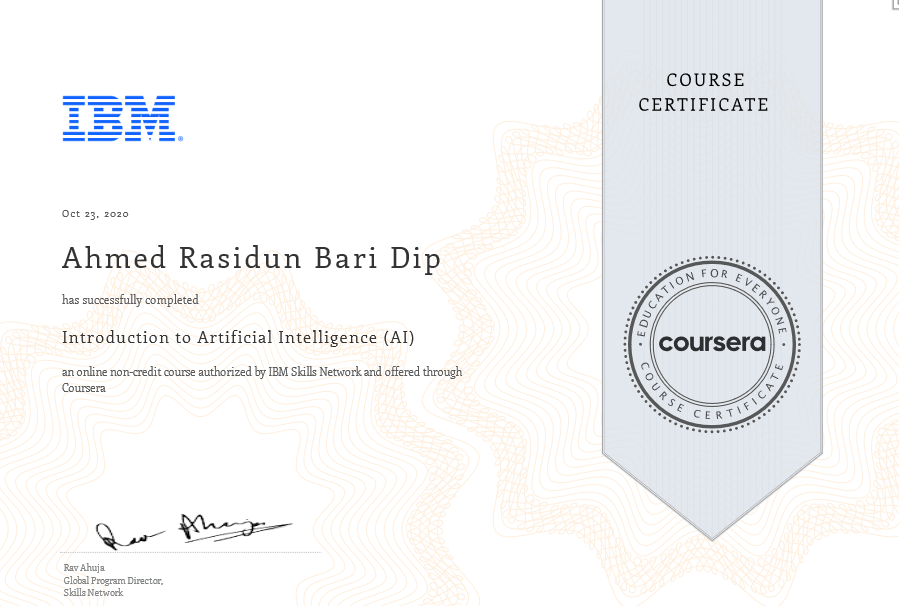 COURSE
CERTIFICATE
IBM®
Oct 23, 2020
Ahmed Rasidun Bari Dip
has successfully completed
Introduction to Artificial Intelligence (AI)
an online non-credit course authorized by IBM Skills Network and offered through
Coursera
EDUCATION FOR EVERYONE
coursera
COURSE CERTIFICATE
Rav Ahuja
Rav Ahuja
Global Program Director,
Skills Network